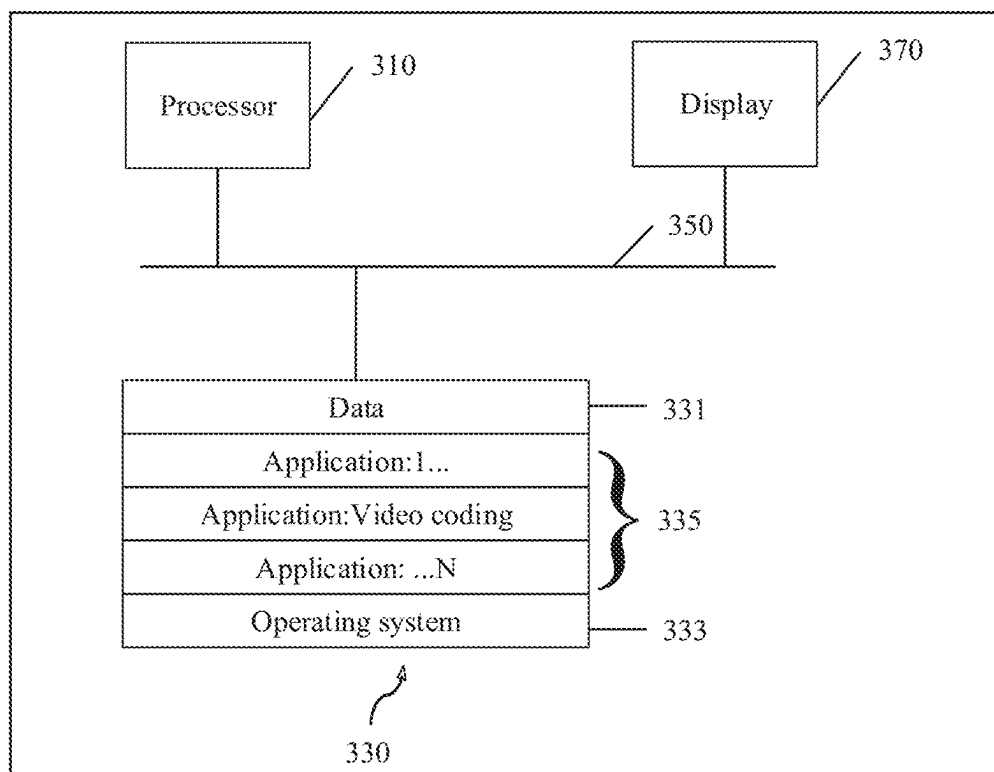 310
Processor
370
Display
350
Data
331
Application:1...
Application:Video coding
335
Application: ...N
Operating system
333
330